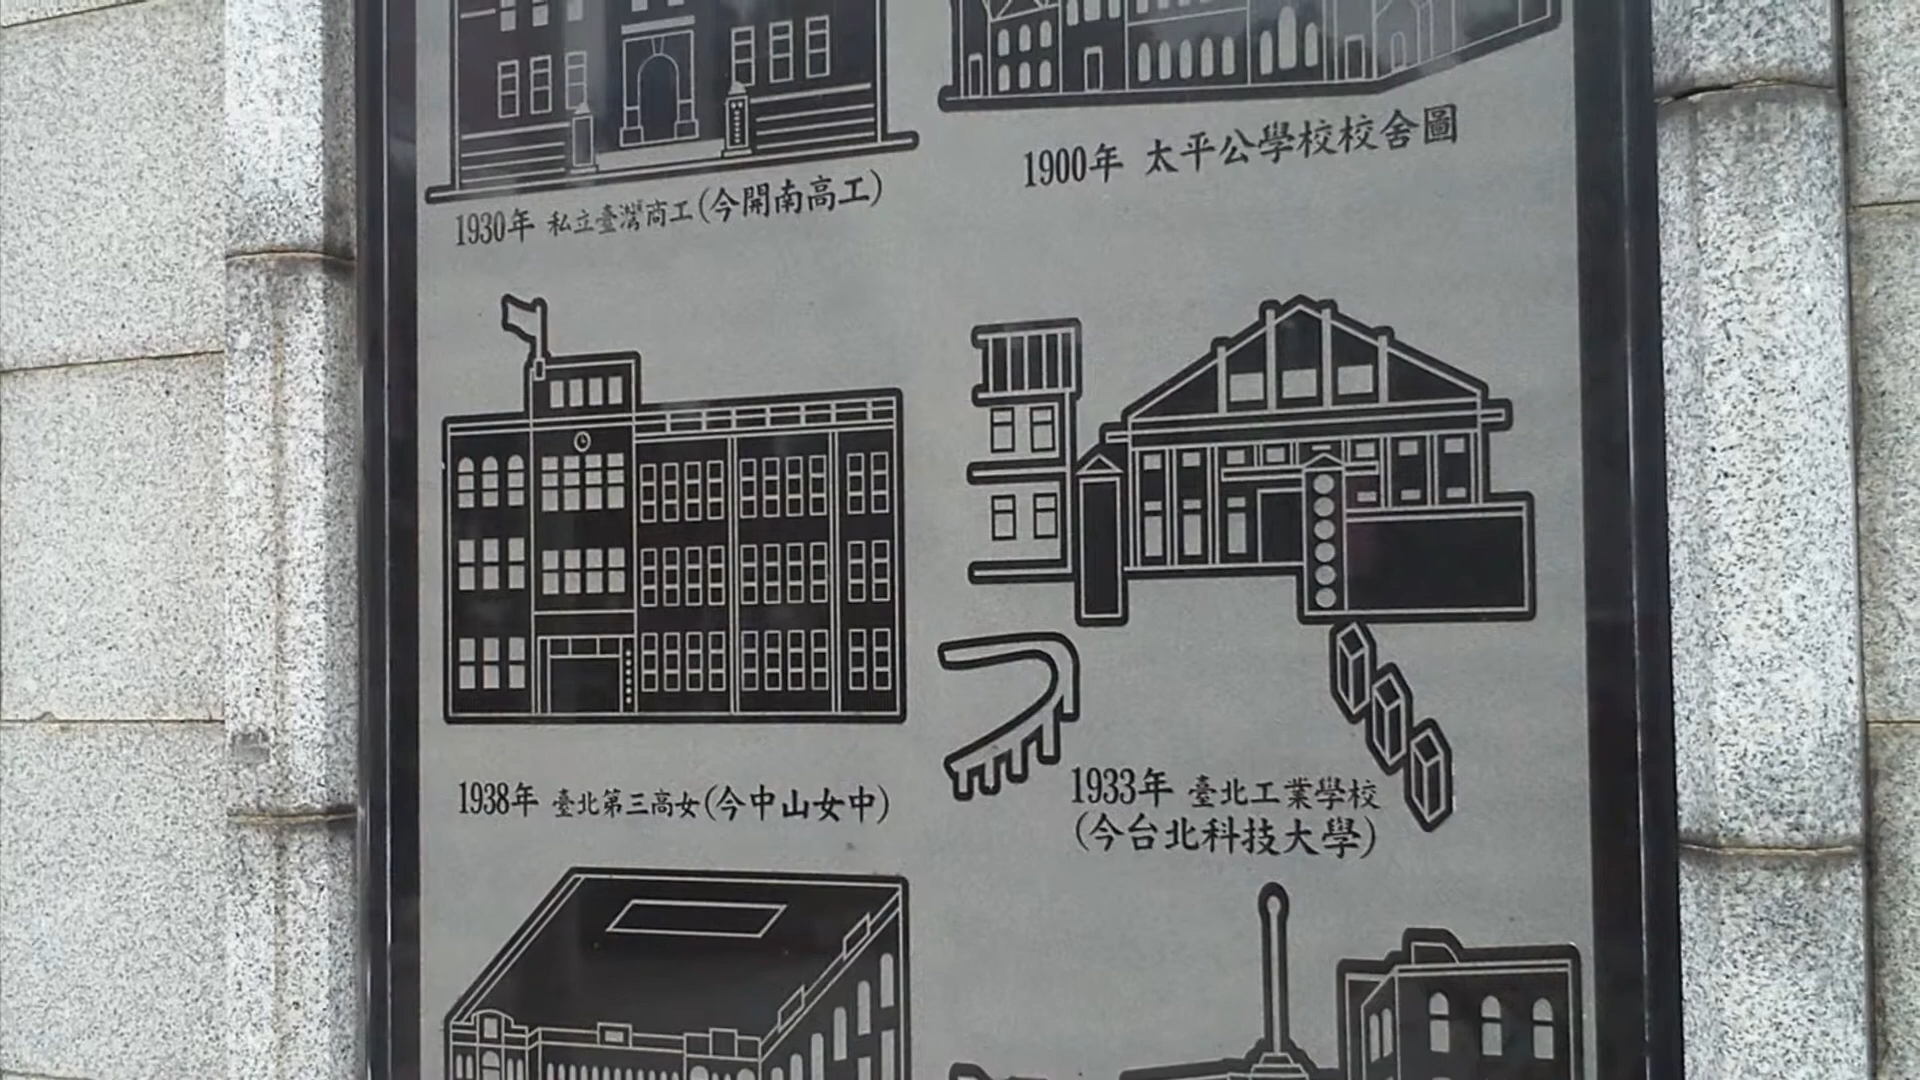 1900年 太平公學校校舍圖
1930年 私立臺灣商工(今開南高工)
1938年 臺北第三高女(今中山女中)
1933年 臺北工業學校
(今台北科技大學)